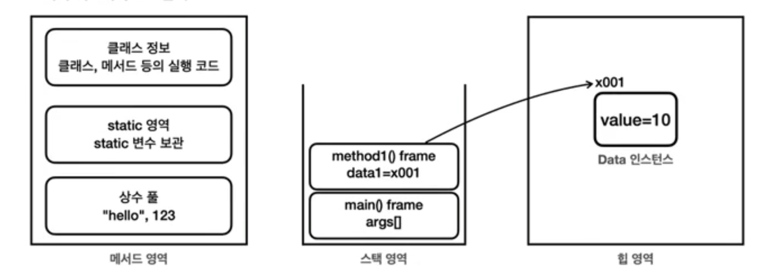 클래스 정보
클래스, 메서드 등의 실행 코드
static 영역
static 변수 보관
상수 풀
"hello", 123
메서드 영역
method1() frame
data1=x001
main() frame
args[]
스택 영역
x001
value=10
Data 인스턴스
힙 영역